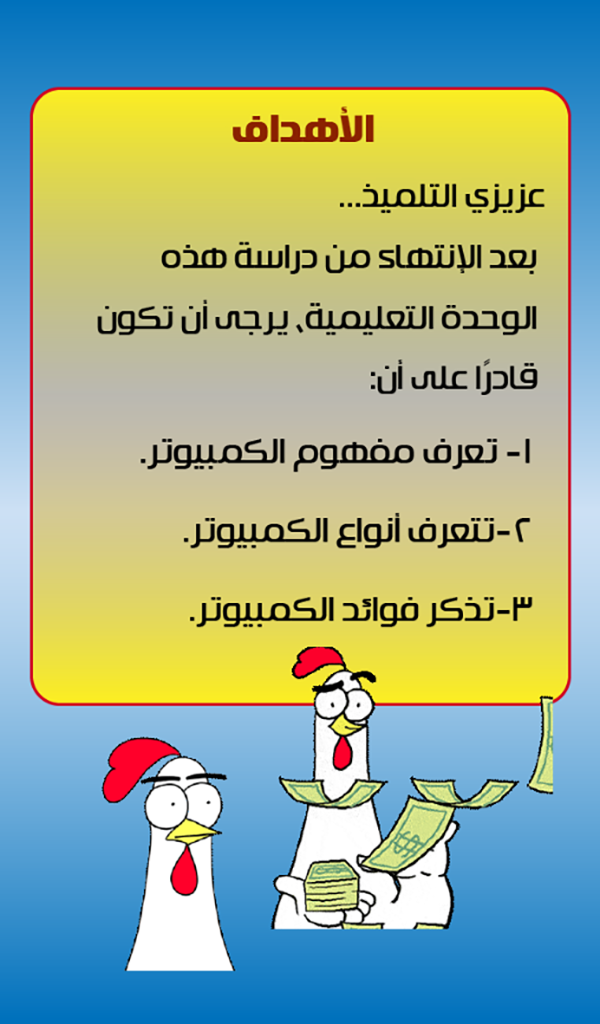 الأهداف
عزيزي التلميذ...
بعد الإنتهاء من دراسة هذه
الوحدة التعليمية، يرجى أن تكون
قادرًا على أن:
١- تعرف مفهوم الكمبيوتر.
٢-تتعرف أنواع الكمبيوتر.
٣-تذكر فوائد الكمبيوتر.